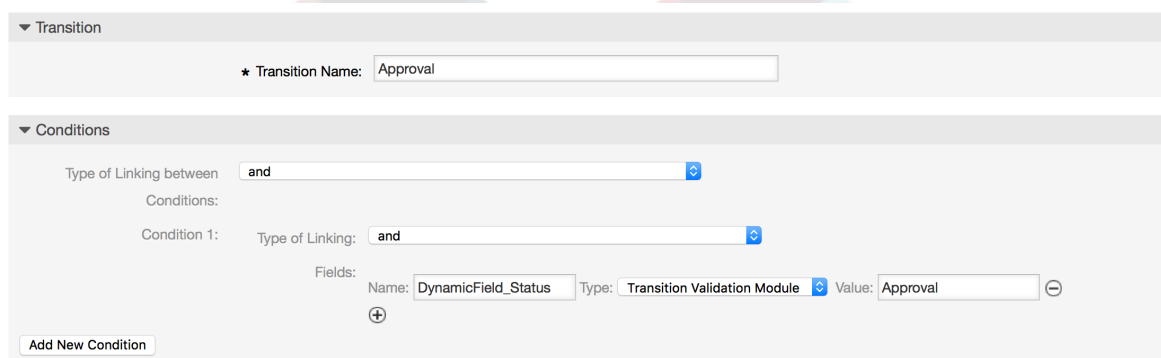 Transition
★ Transition Name: Approval
Conditions
Type of Linking between Conditions: and
Condition 1: Type of Linking: and
Fields:
Name: DynamicField_Status Type: Transition Validation Module Value: Approval
Add New Condition